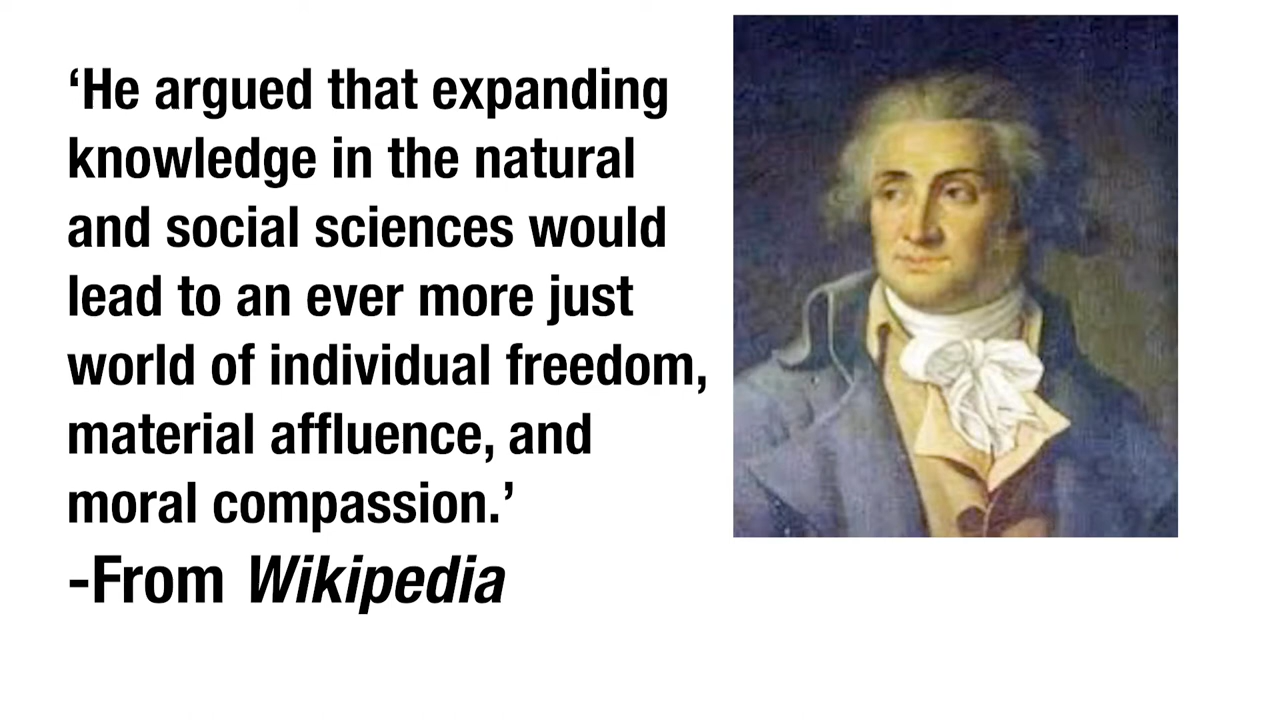 ‘He argued that expanding
knowledge in the natural
and social sciences would
lead to an ever more just
world of individual freedom,
material affluence, and
moral compassion.’
-From Wikipedia